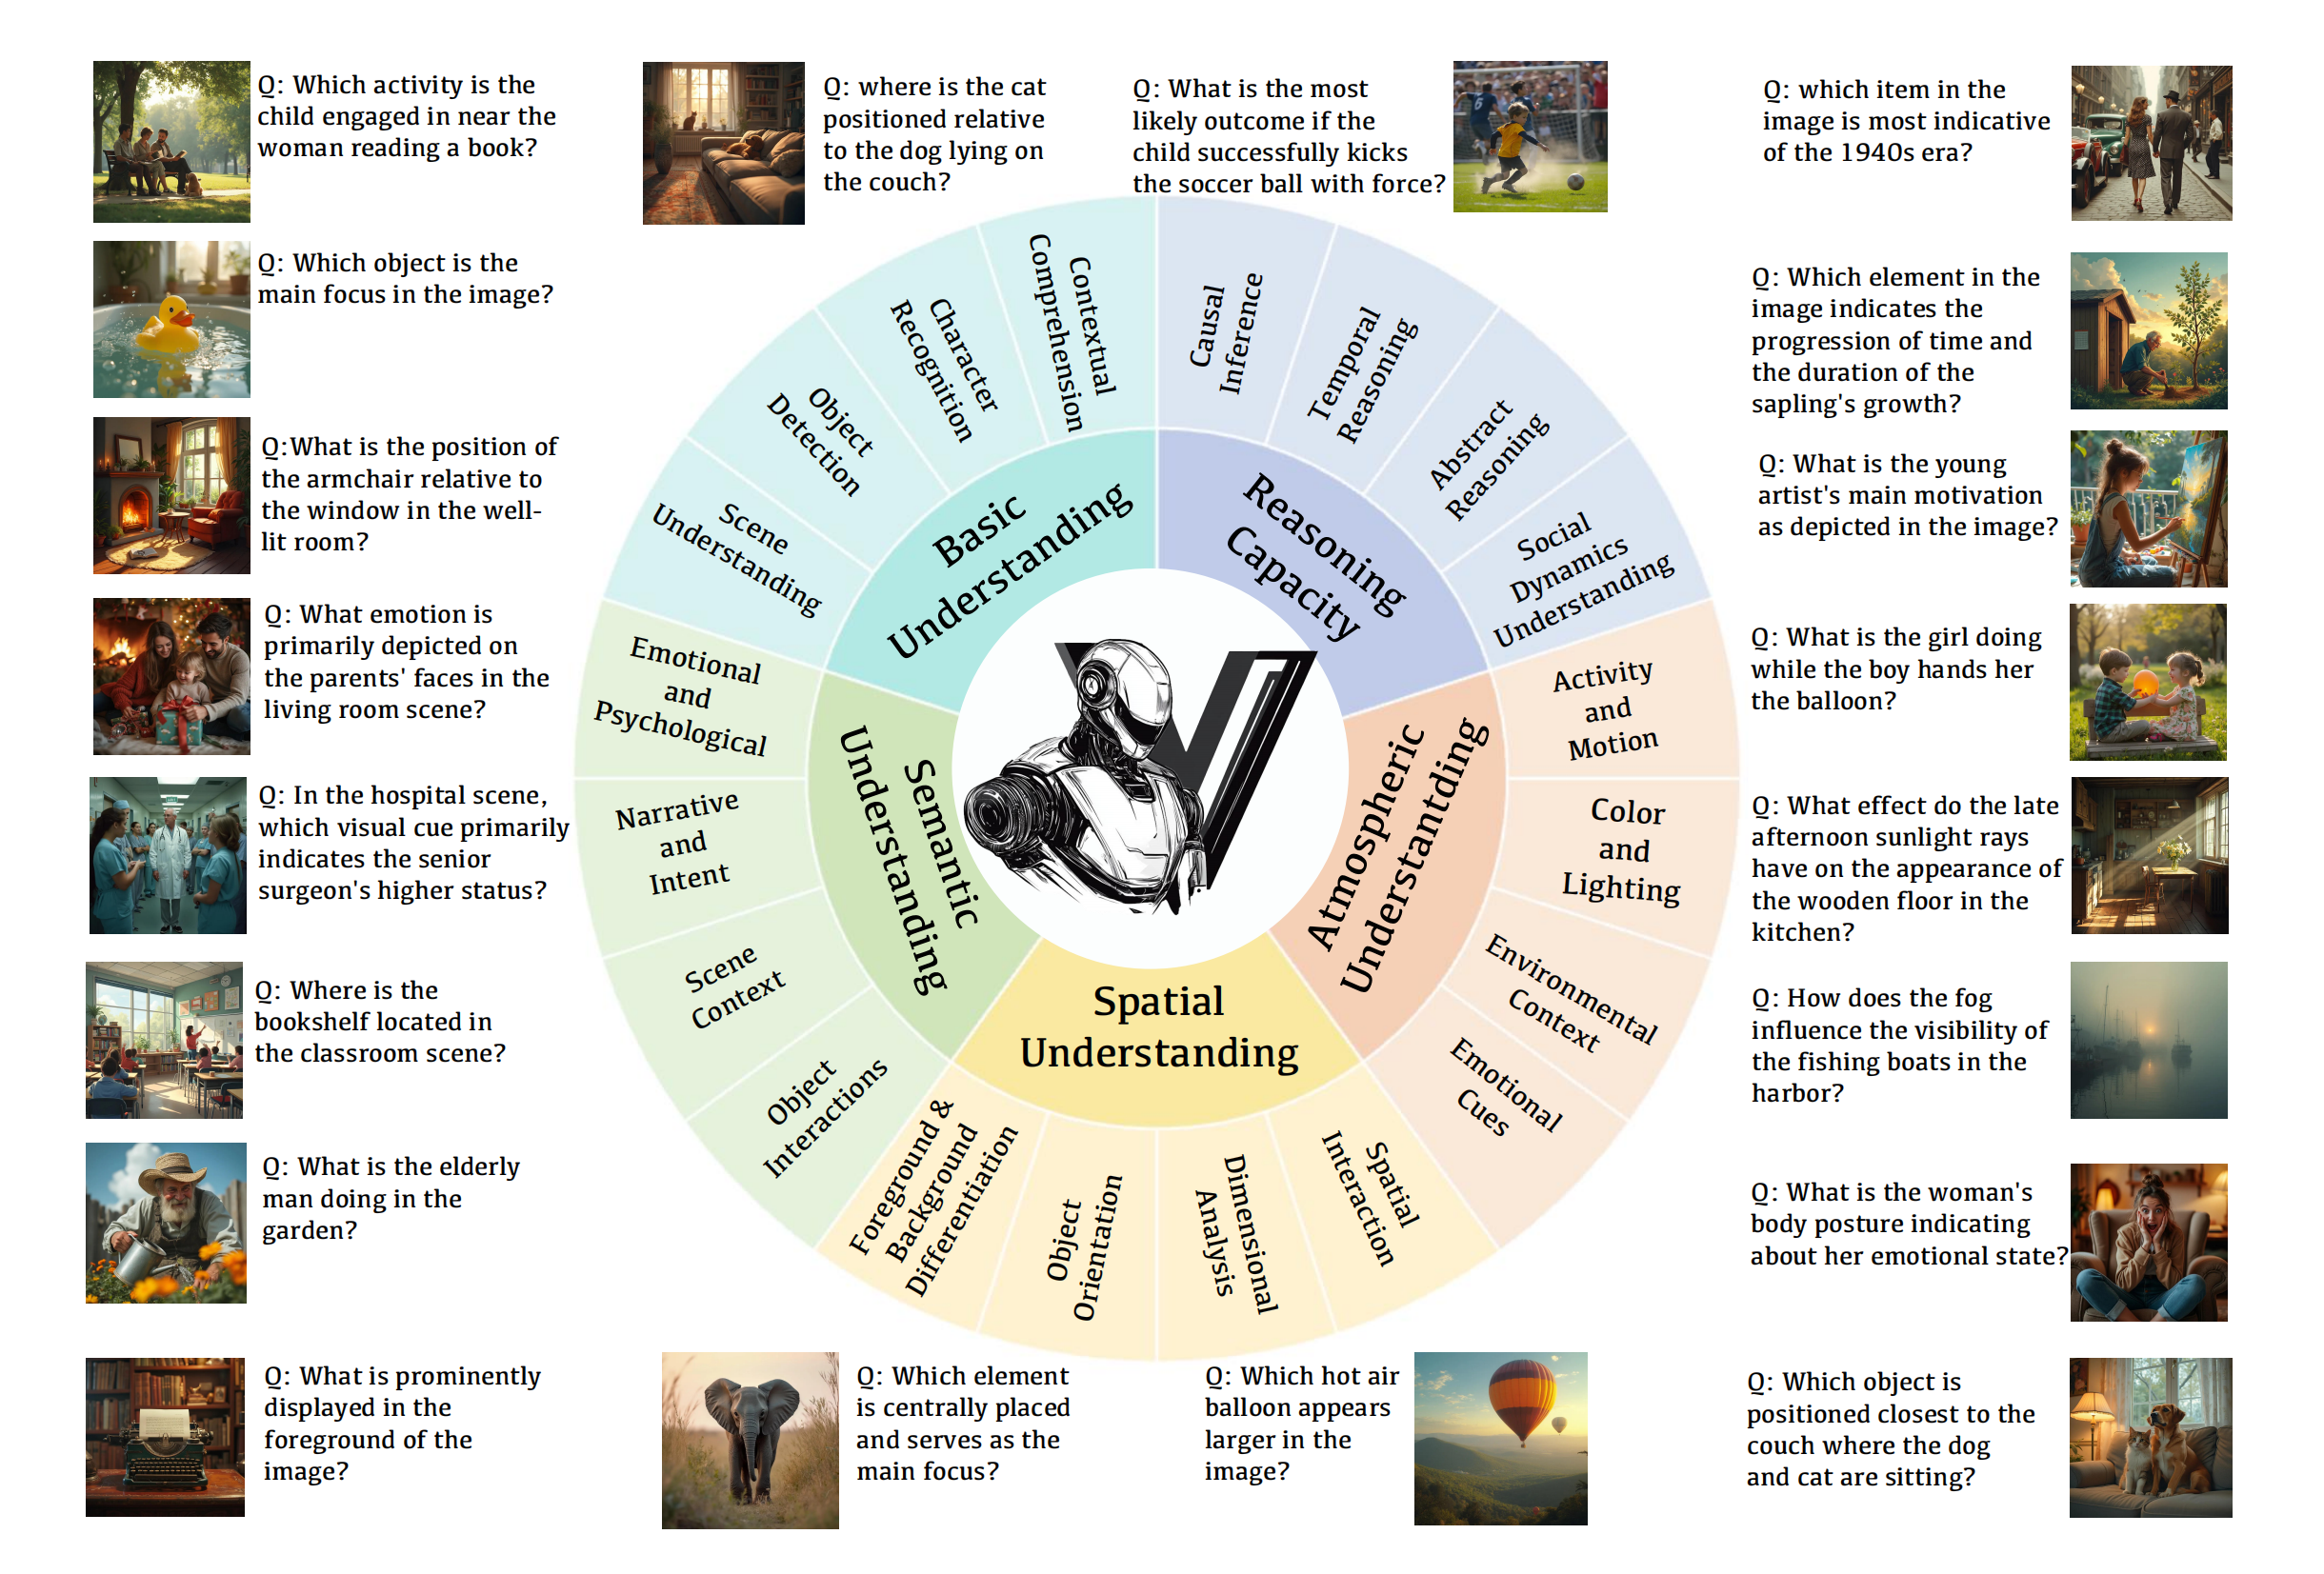 Q: Which activity is the
child engaged in near the
woman reading a book?
Q: where is the cat
positioned relative
to the dog lying on
the couch?
Q: What is the most
likely outcome if the
child successfully kicks
the soccer ball with force?
Q: which item in the
image is most indicative
of the 1940s era?
Q: Which object is the
main focus in the image?
Q:What is the position of
the armchair relative to
the window in the well-
lit room?
Q: What emotion is
primarily depicted on
the parents' faces in the
living room scene?
Q: In the hospital scene,
which visual cue primarily
indicates the senior
surgeon's higher status?
Q: Where is the
bookshelf located in
the classroom scene?
Q: What is the elderly
man doing in the
garden?
Q: What is prominently
displayed in the
foreground of the
image?
Contextual
Comprehension
Character
Recognition
Object
Detection
Scene
Understanding
Basic
Understanding
Causal
Inference
Temporal
Reasoning
Abstract
Reasoning
Social
Dynamics
Understanding
Reasoning
Capacity
Emotional
and
Psychological
Narrative
and
Intent
Scene
Context
Object
Interactions
Semantic
Understanding
Activity
and
Motion
Color
and
Lighting
Environmental
Context
Emotional
Cues
Atmospheric
Understantding
Spatial
Understanding
Foreground &
Background
Differentiation
Object
Orientation
Dimensional
Analysis
Spatial
Interaction
Q: Which element in the
image indicates the
progression of time and
the duration of the
sapling's growth?
Q: What is the young
artist's main motivation
as depicted in the image?
Q: What is the girl doing
while the boy hands her
the balloon?
Q: What effect do the late
afternoon sunlight rays
have on the appearance of
the wooden floor in the
kitchen?
Q: How does the fog
influence the visibility of
the fishing boats in the
harbor?
Q: What is the woman's
body posture indicating
about her emotional state?
Q: Which element
is centrally placed
and serves as the
main focus?
Q: Which hot air
balloon appears
larger in the
image?
Q: Which object is
positioned closest to the
couch where the dog
and cat are sitting?